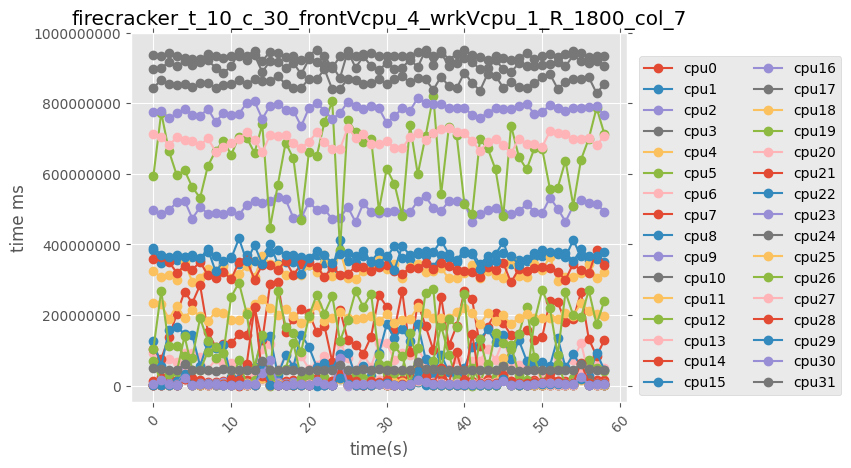 firecracker_t_10_c_30_frontVcpu_4_wrkVcpu_1_R_1800_col_7
1000000000
800000000
600000000
400000000
200000000
0
time ms
0
10
20
30
40
50
60
time(s)
cpu0
cpu1
cpu2
cpu3
cpu4
cpu5
cpu6
cpu7
cpu8
cpu9
cpu10
cpu11
cpu12
cpu13
cpu14
cpu15
cpu16
cpu17
cpu18
cpu19
cpu20
cpu21
cpu22
cpu23
cpu24
cpu25
cpu26
cpu27
cpu28
cpu29
cpu30
cpu31